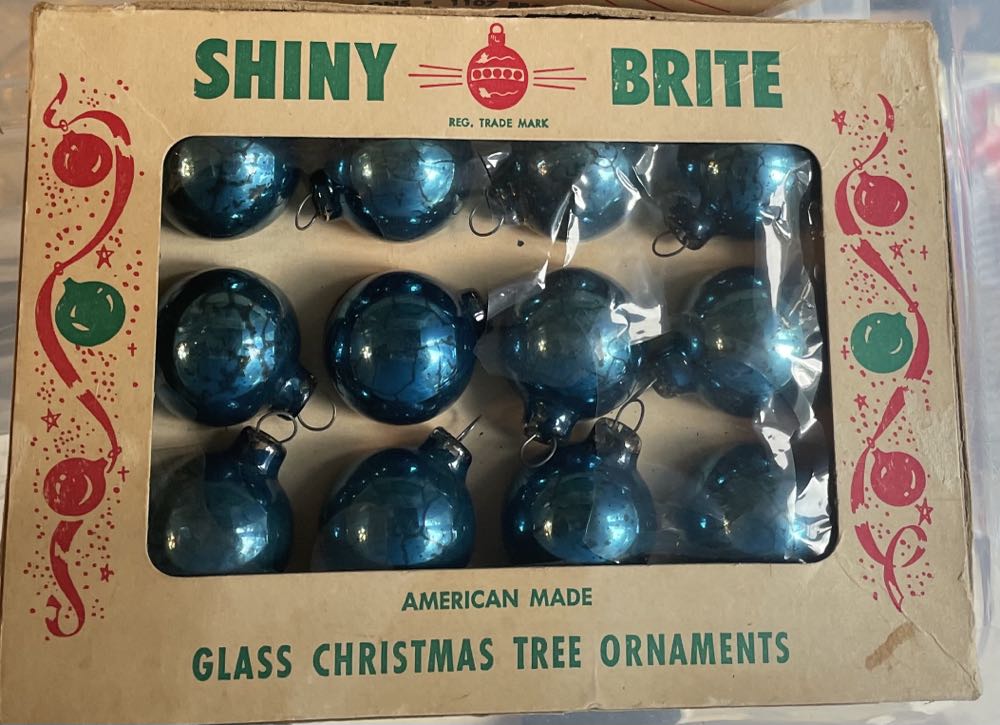 SHINY BRITE
REG. TRADE MARK
AMERICAN MADE
GLASS CHRISTMAS TREE ORNAMENTS